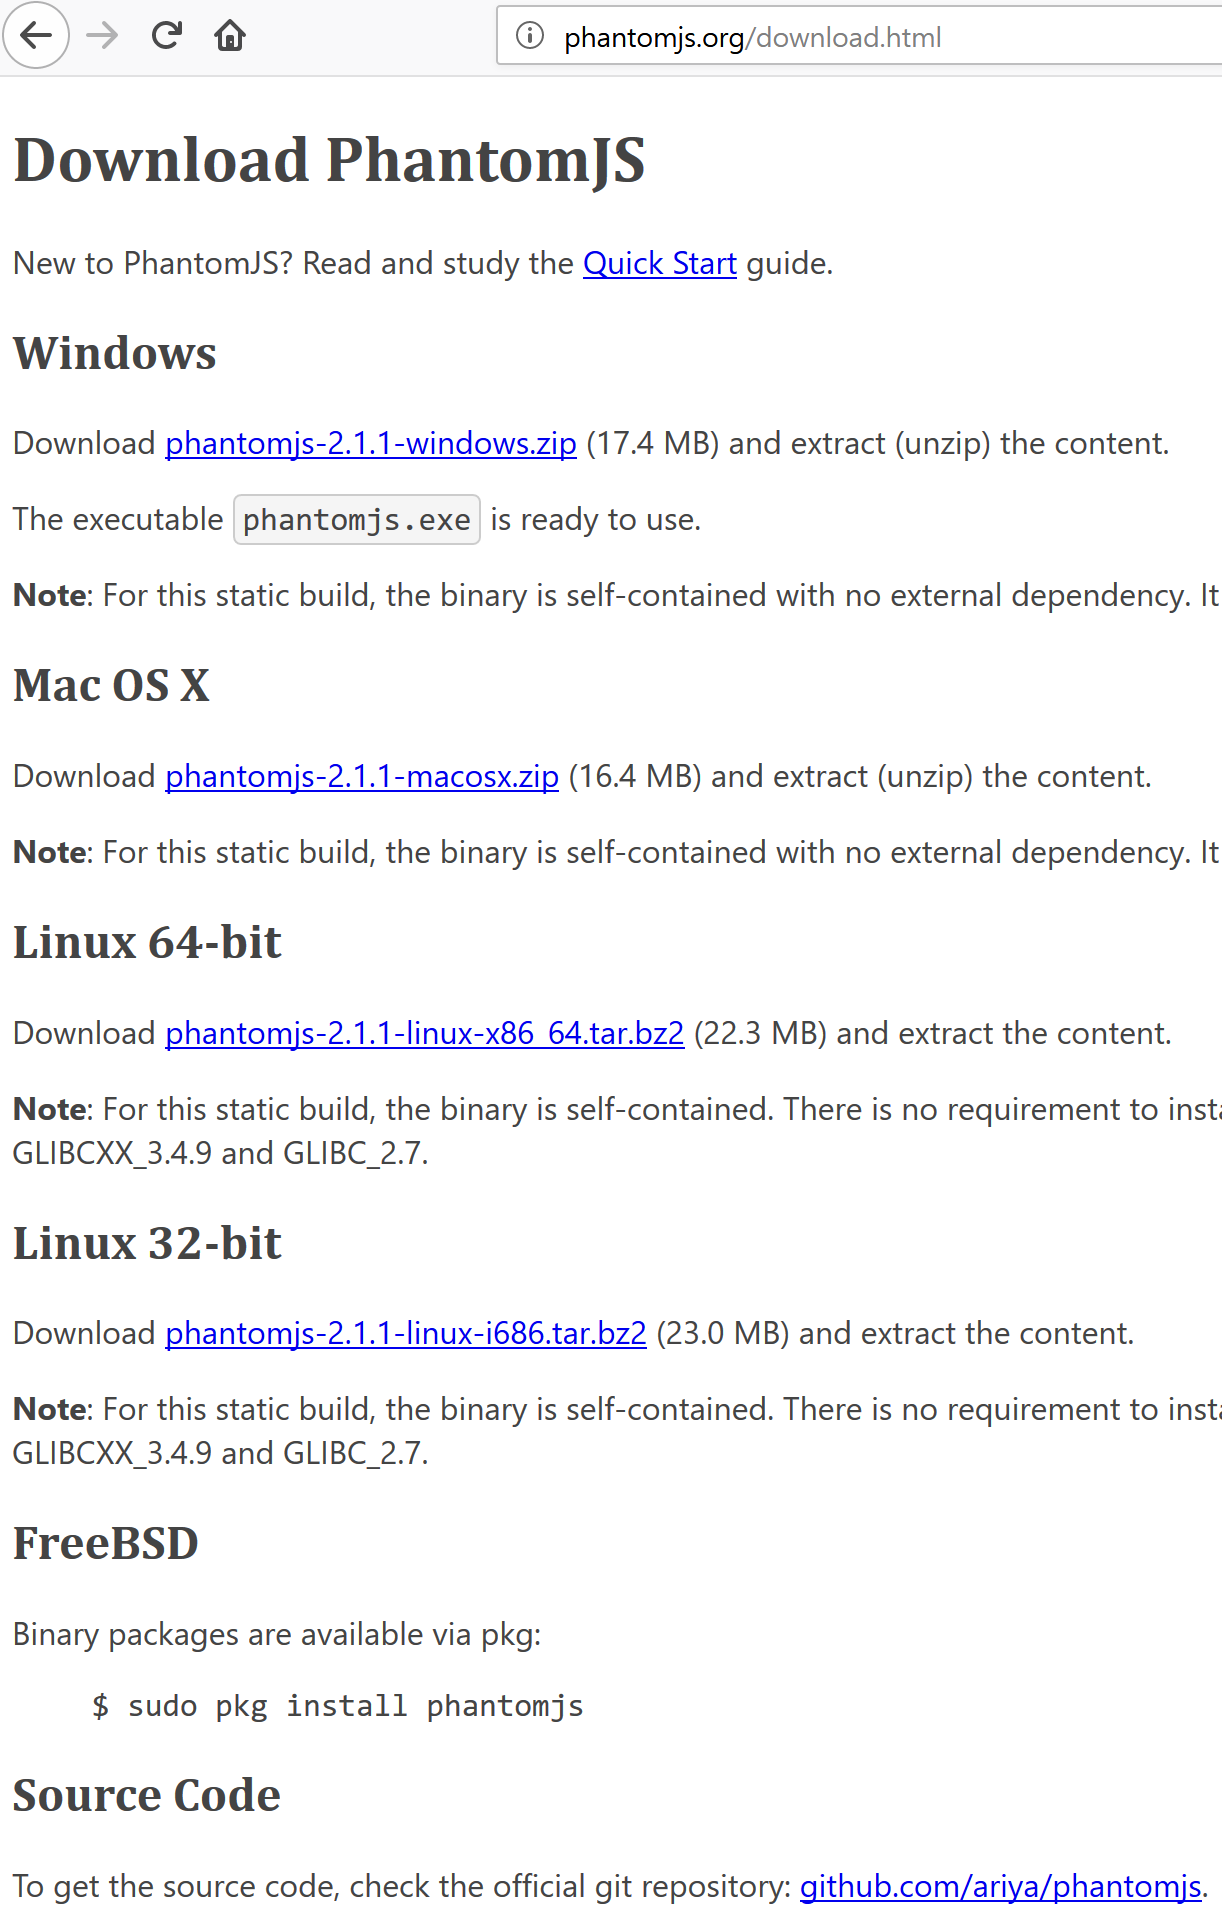 phantomjs.org/download.html
Download PhantomJS
New to PhantomJS? Read and study the Quick Start guide.
Windows
Download phantomjs-2.1.1-windows.zip (17.4 MB) and extract (unzip) the content.
The executable phantomjs.exe is ready to use.
Note: For this static build, the binary is self-contained with no external dependency. It
Mac OS X
Download phantomjs-2.1.1-macosx.zip (16.4 MB) and extract (unzip) the content.
Note: For this static build, the binary is self-contained with no external dependency. It
Linux 64-bit
Download phantomjs-2.1.1-linux-x86_64.tar.bz2 (22.3 MB) and extract the content.
Note: For this static build, the binary is self-contained. There is no requirement to
GLIBCXX_3.4.9 and GLIBC_2.7.
Linux 32-bit
Download phantomjs-2.1.1-linux-i686.tar.bz2 (23.0 MB) and extract the content.
Note: For this static build, the binary is self-contained. There is no requirement to
GLIBCXX_3.4.9 and GLIBC_2.7.
FreeBSD
Binary packages are available via pkg:
$ sudo pkg install phantomjs
Source Code
To get the source code, check the official git repository: github.com/ariya/phantomjs.